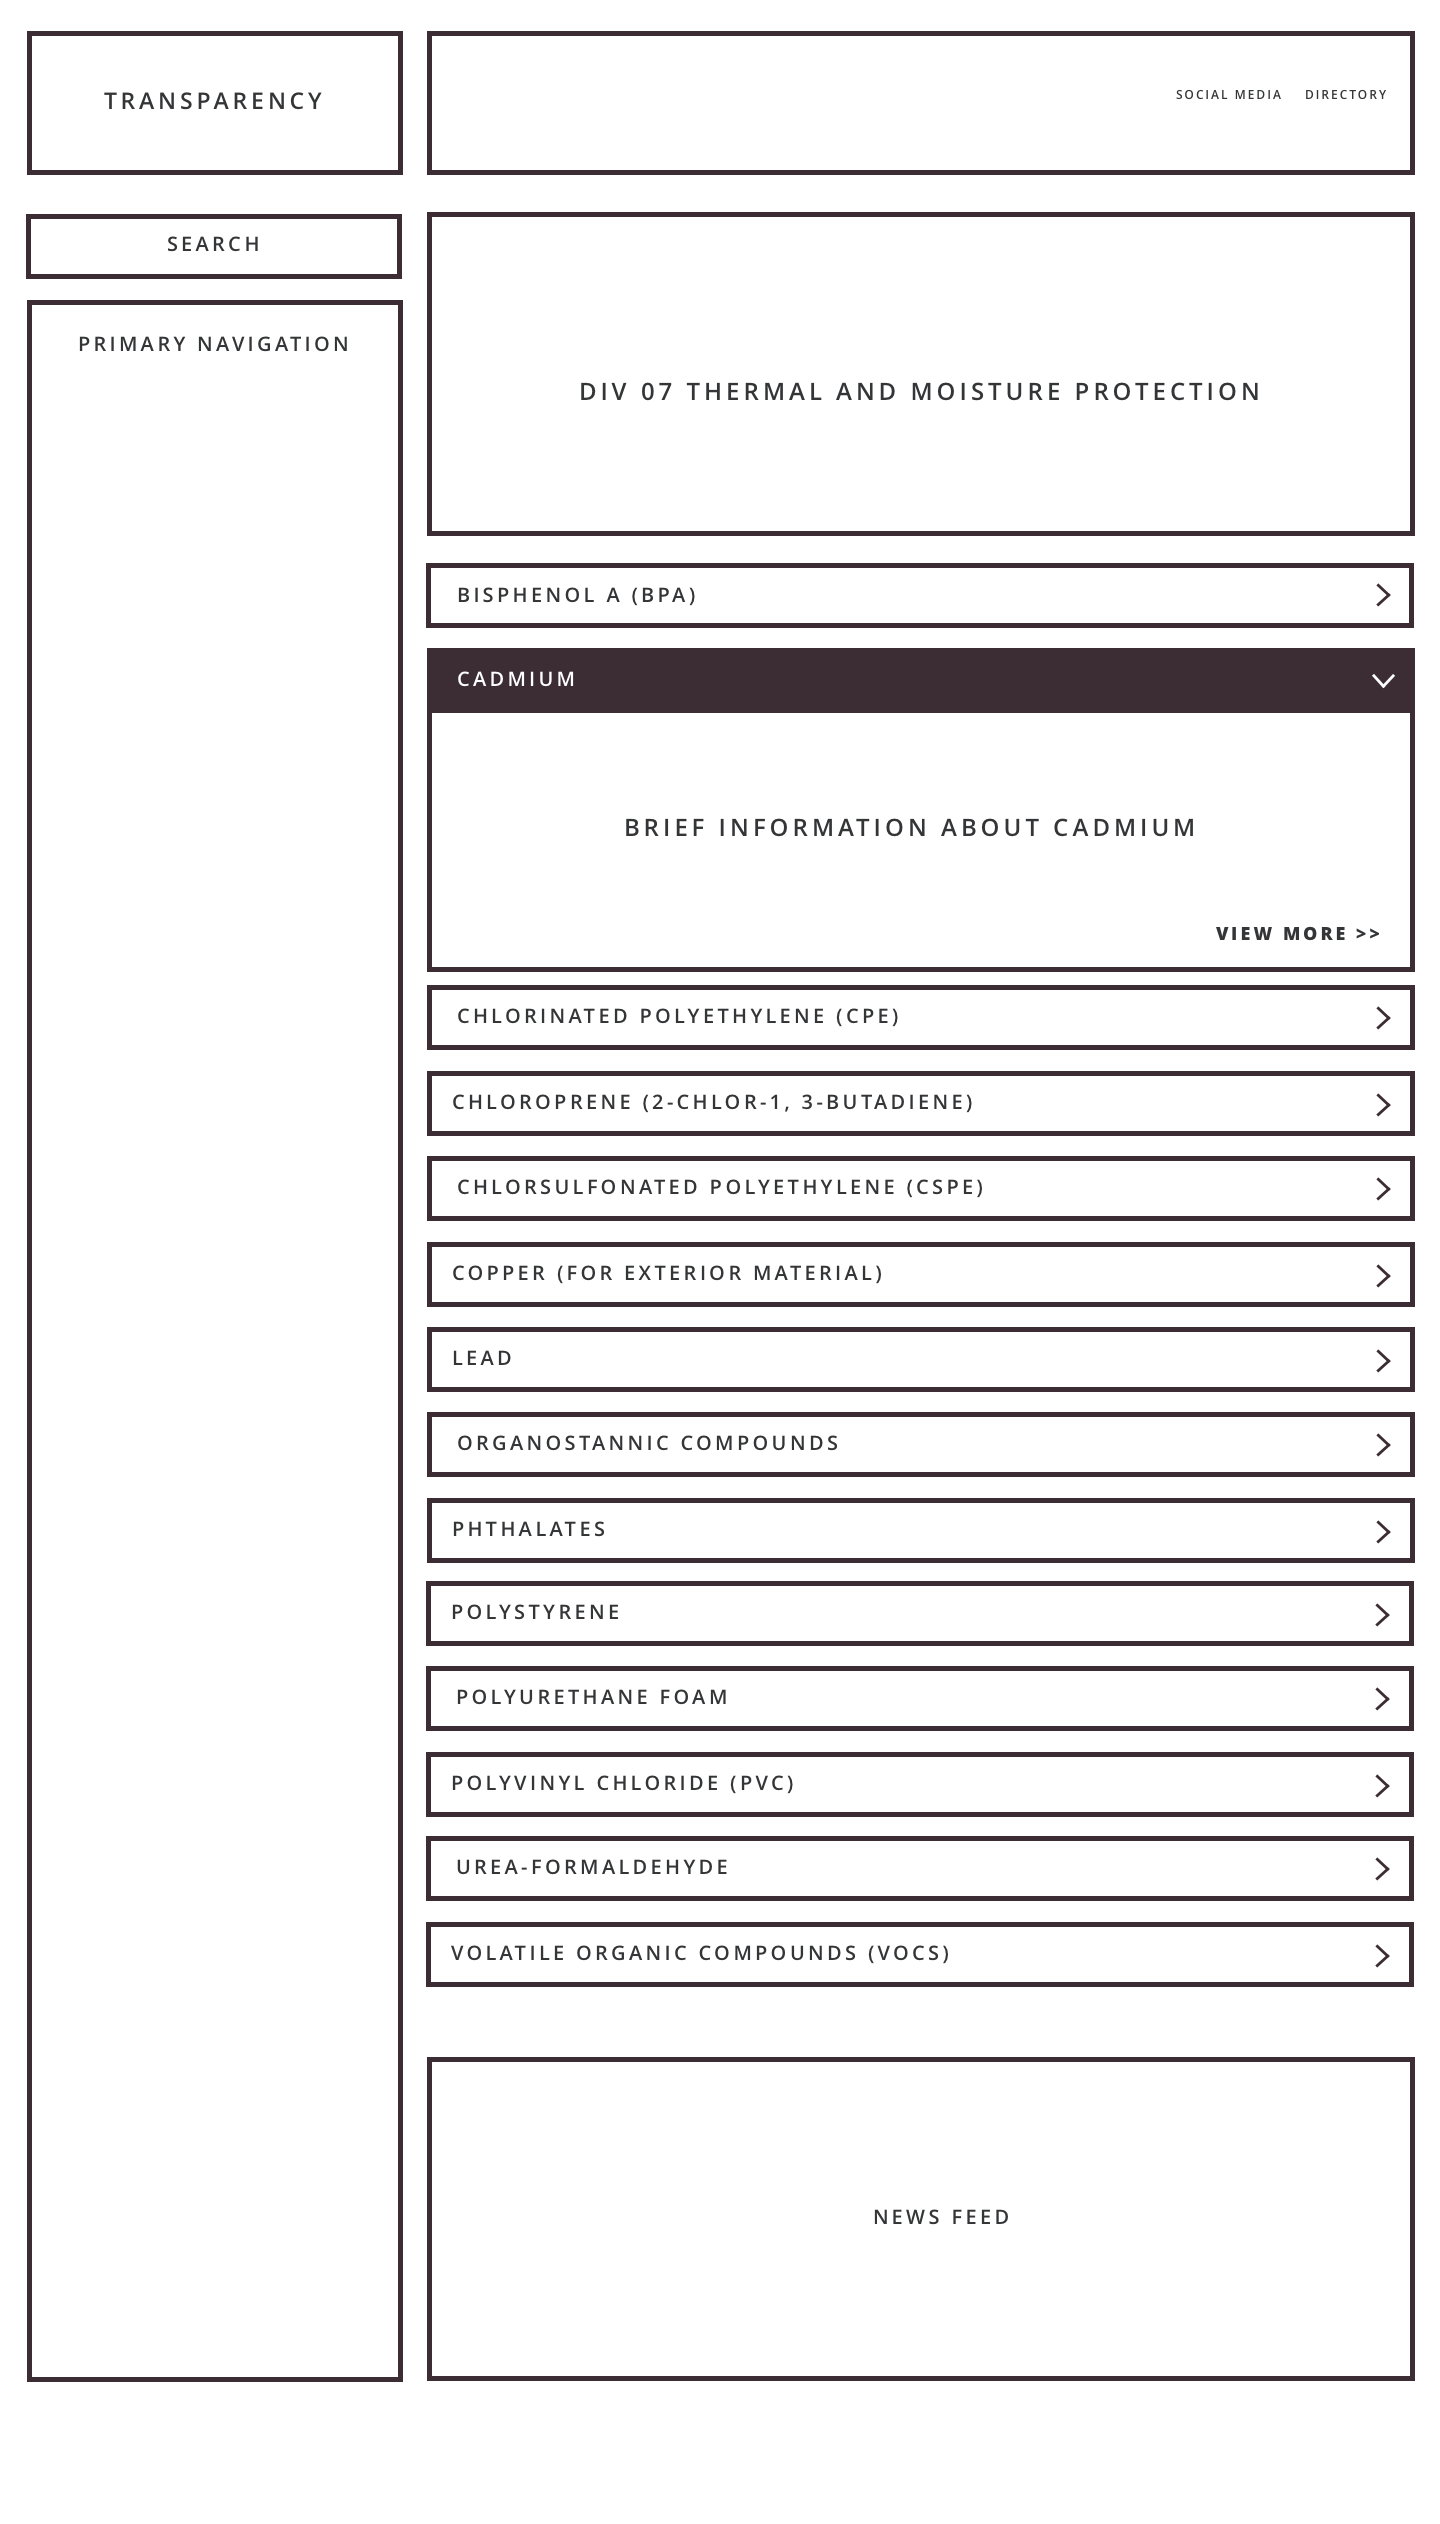 TRANSPARENCY
SOCIAL MEDIA DIRECTORY
SEARCH
PRIMARY NAVIGATION
DIV 07 THERMAL AND MOISTURE PROTECTION
BISPHENOL A (BPA)
CADMIUM
BRIEF INFORMATION ABOUT CADMIUM
VIEW MORE >>
CHLORINATED POLYETHYLENE (CPE)
CHLOROPRENE (2-CHLOR-1, 3-BUTADIENE)
CHLORSULFONATED POLYETHYLENE (CSPE)
COPPER (FOR EXTERIOR MATERIAL)
LEAD
ORGANOSTANNIC COMPOUNDS
PHTHALATES
POLYSTYRENE
POLYURETHANE FOAM
POLYVINYL CHLORIDE (PVC)
UREA-FORMALDEHYDE
VOLATILE ORGANIC COMPOUNDS (VOCS)
NEWS FEED